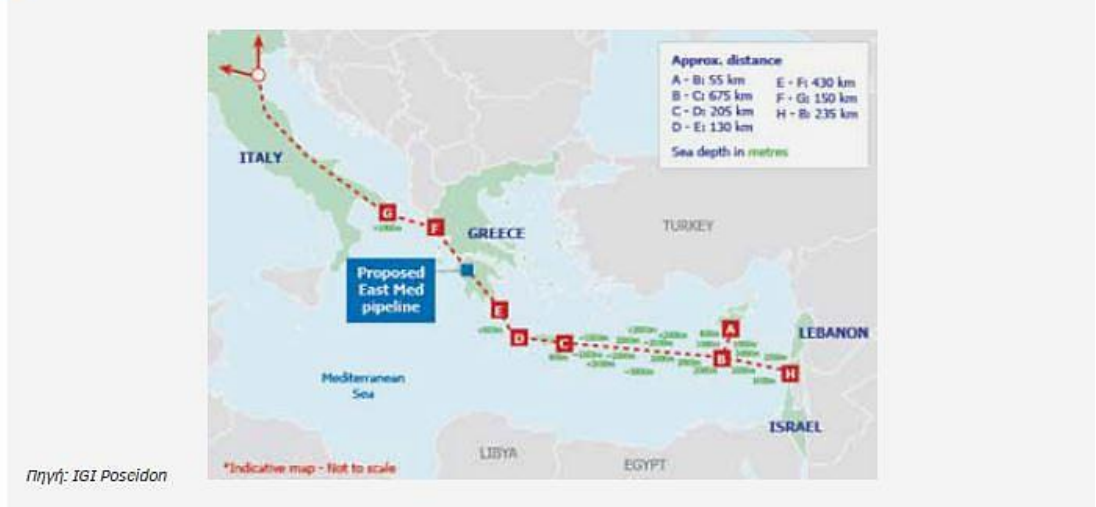 Approx. distance
A - B: 55 km
B - C: 675 km
C - D: 205 km
D - E: 130 km
E - F: 430 km
F - G: 150 km
H - B: 235 km
Sea depth in metres
ITALY
G
F
GREECE
TURKEY
Proposed
East Med
pipeline
E
D
C
A
B
H
LEBANON
Mediterranean
Sea
ISRAEL
LIBYA
EGYPT
*Indicative map - Not to scale
Πηγή: IGI Poseidon